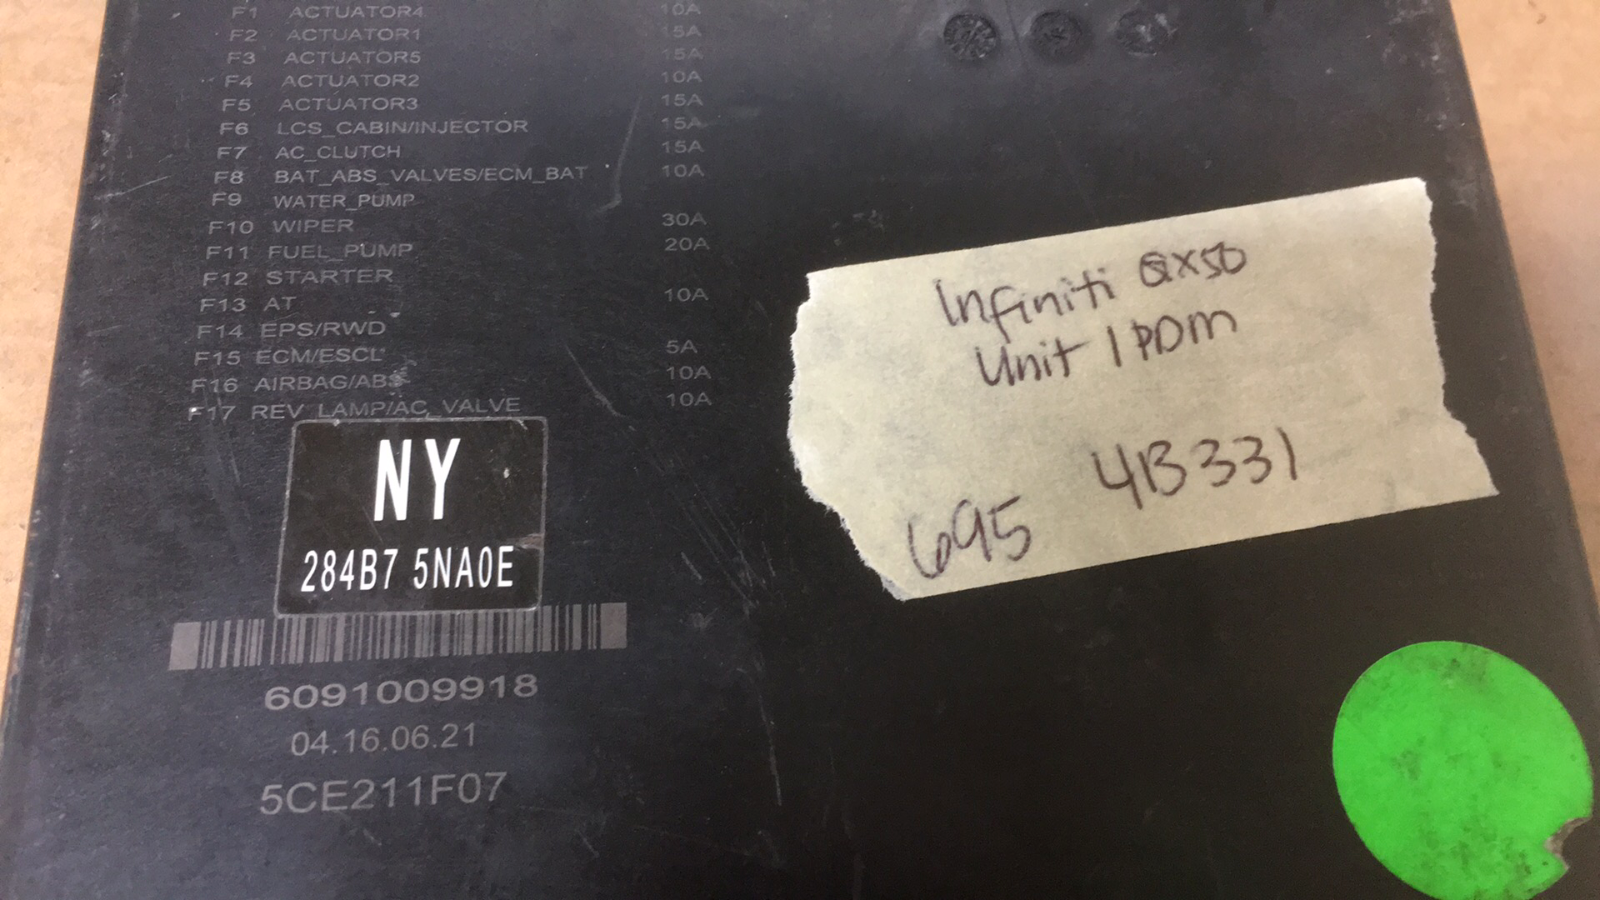 F1 ACTUATOR4 10A
F2 ACTUATOR1 15A
F3 ACTUATOR5 15A
F4 ACTUATOR2 10A
F5 ACTUATOR3 15A
F6 LCS_CABIN/INJECTOR 15A
F7 AC_CLUTCH 15A
F8 BAT_ABS_VALVES/ECM_BAT 10A
F9 WATER_PUMP
F10 WIPER 30A
F11 FUEL_PUMP 20A
F12 STARTER
F13 AT 10A
F14 EPS/RWD
F15 ECM/ESCL 5A
F16 AIRBAG/ABS 10A
F17 REV_LAMP/AC_VALVE 10A
NY
284B7 5NA0E
6091009918
04.16.06.21
5CE211F07
Infiniti QX50
Unit IPDM
695 4B331